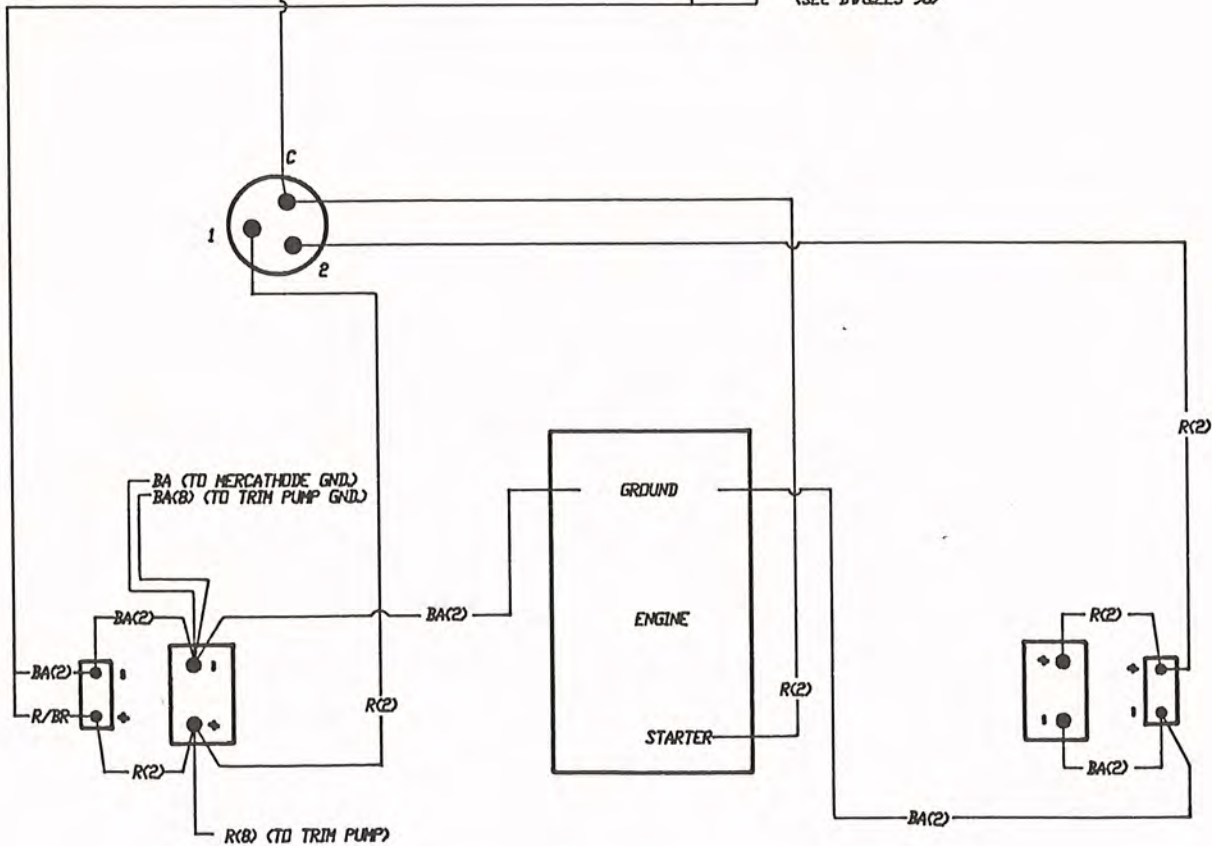 C
1
2
R(2)
BA (TO MERCATHODE GND.)
BA(8) (TO TRIM PUMP GND.)
GROUND
BA(2)
BA(2)
ENGINE
R(2)
+
+
BA(2)
R(2)
R(2)
R/BR
+
+
STARTER
R(2)
BA(2)
BA(2)
R(8) (TO TRIM PUMP)